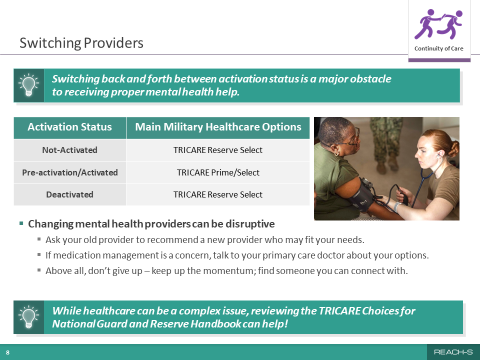 Switching Providers
Continuity of Care
Switching back and forth between activation status is a major obstacle
to receiving proper mental health help.
Activation Status Main Military Healthcare Options
Not-Activated TRICARE Reserve Select
Pre-activation/Activated TRICARE Prime/Select
Deactivated TRICARE Reserve Select
Changing mental health providers can be disruptive
Ask your old provider to recommend a new provider who may fit your needs.
If medication management is a concern, talk to your primary care doctor about your options.
Above all, don't give up – keep up the momentum; find someone you can connect with.
While healthcare can be a complex issue, reviewing the TRICARE Choices for
National Guard and Reserve Handbook can help!
8
REACH-S